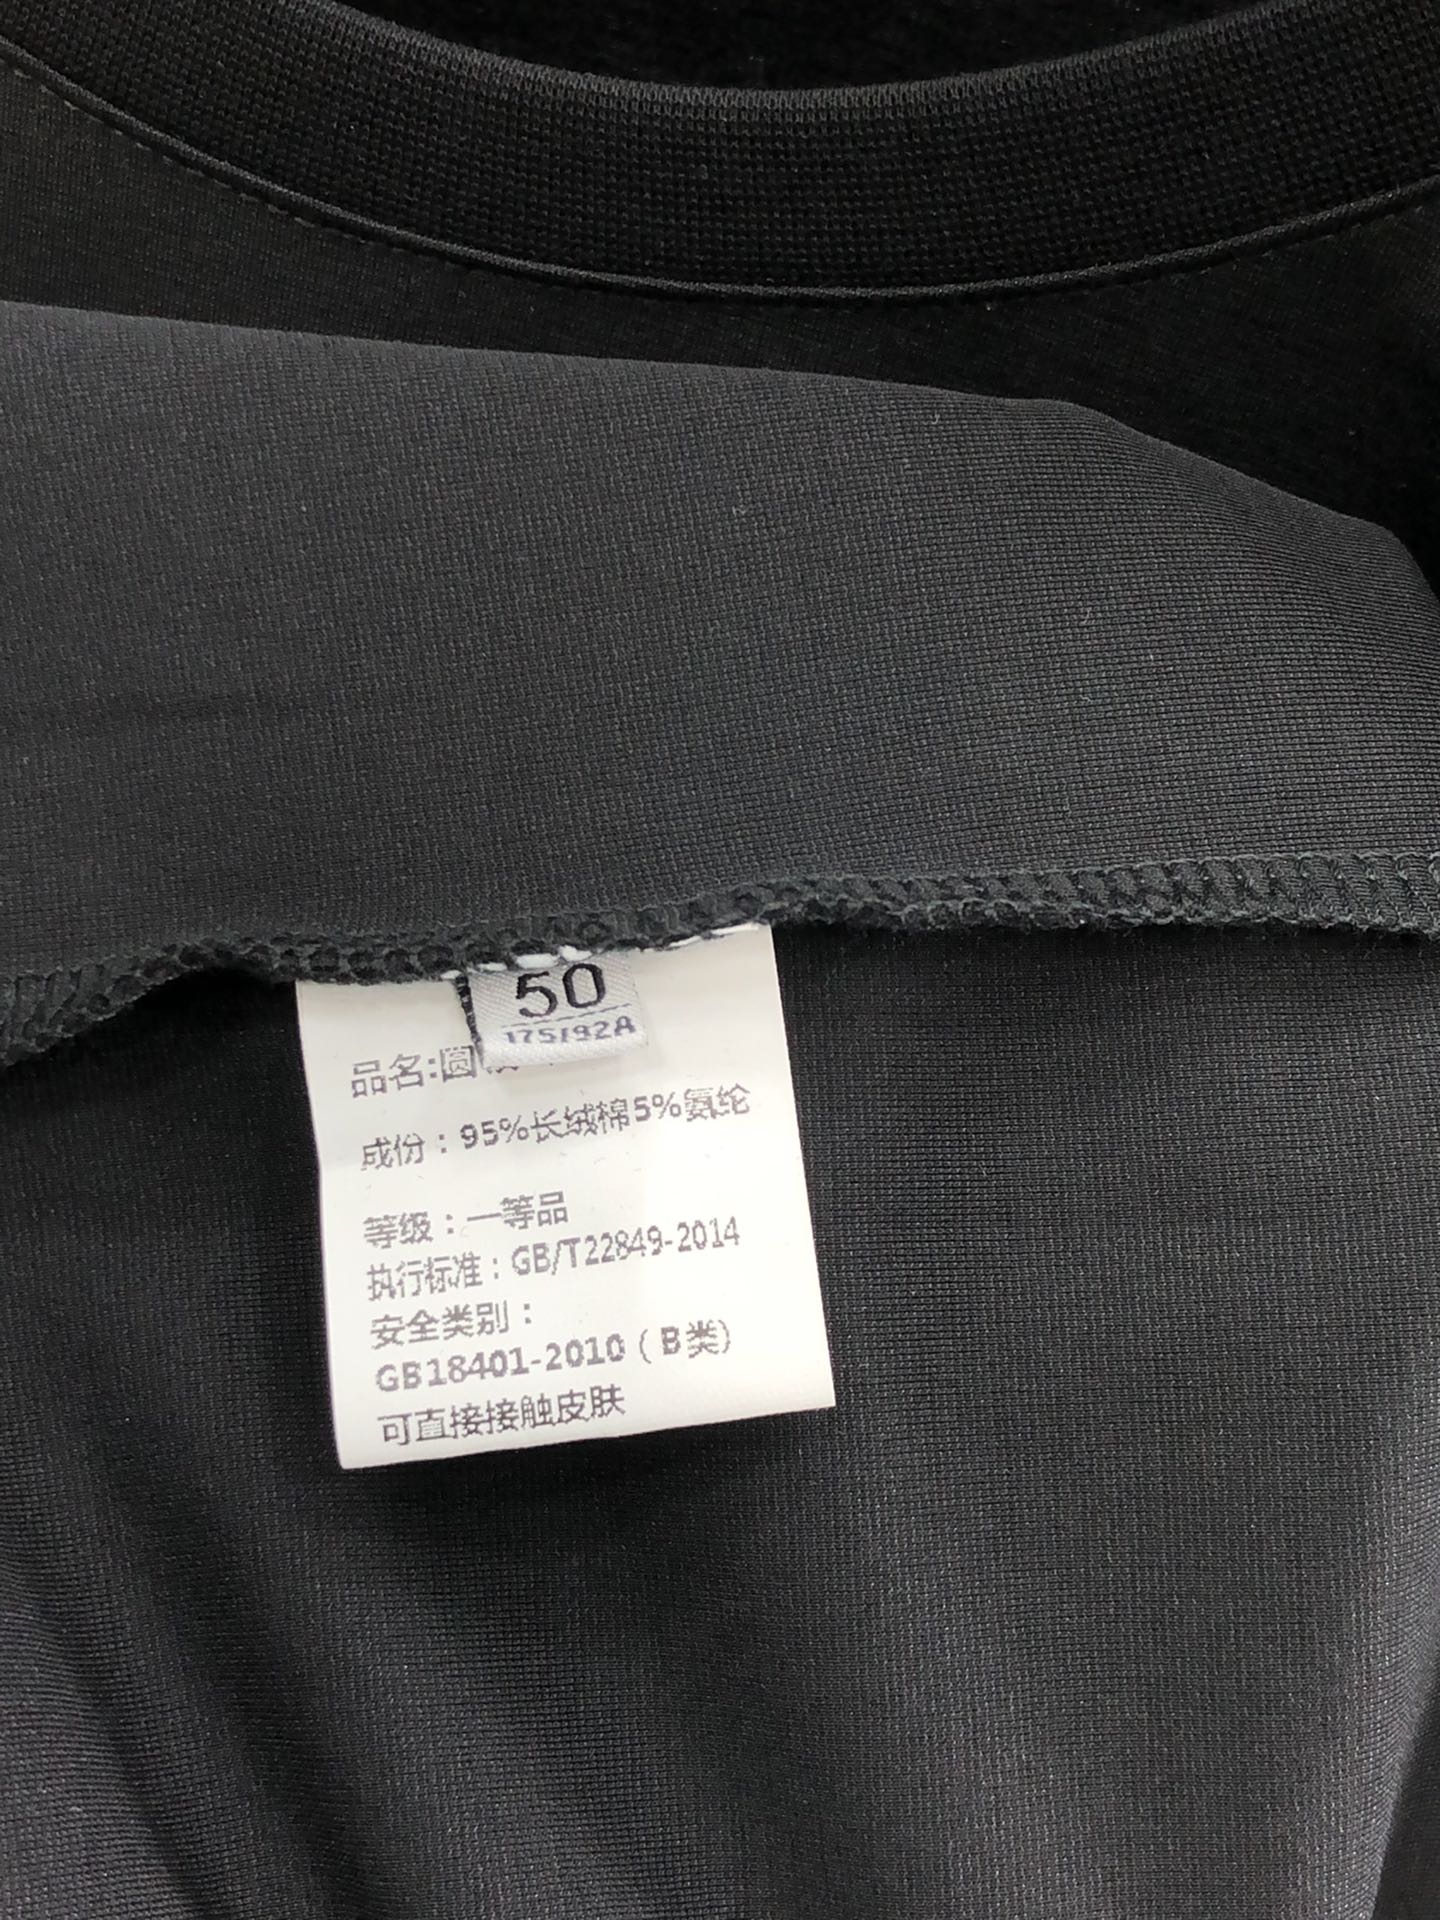 50
175/92A
品名:圆
成份：95%长绒棉5%氨纶
等级：一等品
执行标准：GB/T22849-2014
安全类别：
GB18401-2010（B类）
可直接接触皮肤